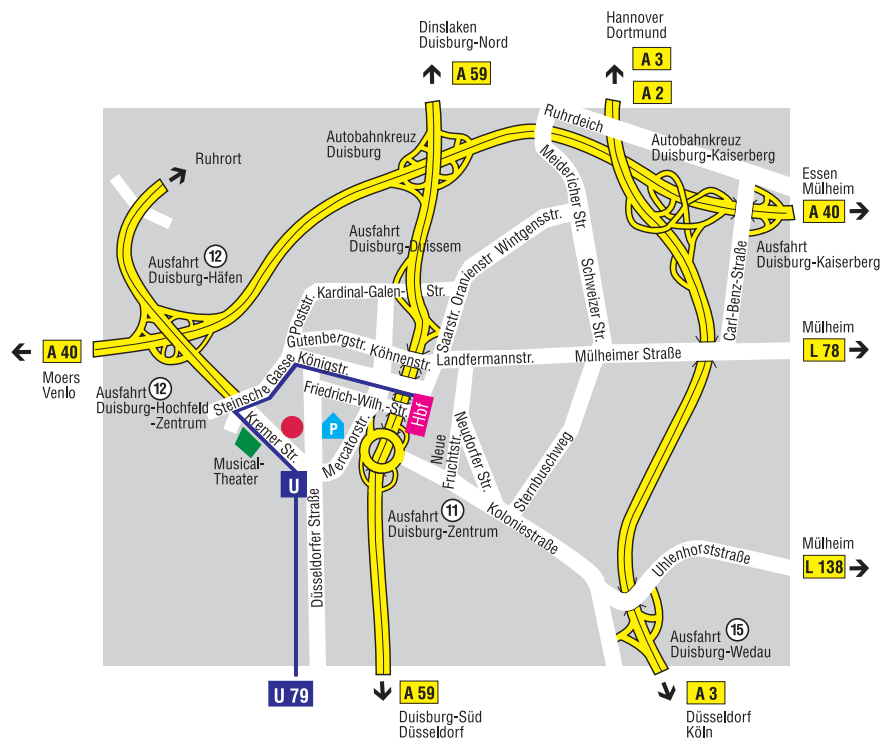 Dinslaken
Duisburg-Nord
A 59
Hannover
Dortmund
A 3
A 2
Ruhrdeich
Autobahnkreuz
Duisburg
Autobahnkreuz
Duisburg-Kaiserberg
Meidericher Str.
Ruhrort
Essen
Mülheim
A 40
Ausfahrt
Duisburg-Duissern
Wintgensstr.
Oranienstr
Saarstr.
Ausfahrt 12
Duisburg-Häfen
Ausfahrt
Duisburg-Kaiserberg
Schweizer Str.
Carl-Benz-Straße
Kardinal-Galen-Str.
Poststr.
Gutenbergstr.
Köhnenstr.
Landfermannstr.
Mülheimer Straße
Mülheim
L 78
A 40
Moers
Venlo
Königstr.
Steinsche Gasse
Friedrich-Wilh.-Str.
Hbf
Ausfahrt 12
Duisburg-Hochfeld
-Zentrum
Kremer Str.
P
Mercatorstr.
Neue
Fruchtstr.
Neudorfer Str.
Sternbuschweg
Musical-
Theater
U
Ausfahrt 11
Duisburg-Zentrum
Koloniestraße
Düsseldorfer Straße
Uhlenhorststraße
Mülheim
L 138
Ausfahrt 15
Duisburg-Wedau
U 79
A 59
Duisburg-Süd
Düsseldorf
A 3
Düsseldorf
Köln